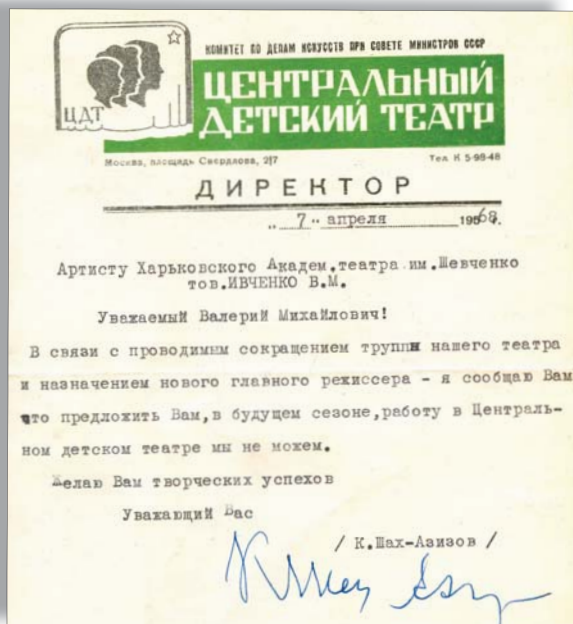 КОМИТЕТ ПО ДЕЛАМ ИСКУССТВ ПРИ СОВЕТЕ МИНИСТРОВ СССР
ЦДТ
ЦЕНТРАЛЬНЫЙ
ДЕТСКИЙ ТЕАТР
Москва, площадь Свердлова, 2/7 Тел. К 5-98-48
ДИРЕКТОР
„ 7 " апреля 1968 г.
Артисту Харьковского Академ.театра им.Шевченко
тов.ИВЧЕНКО В.М.
Уважаемый Валерий Михайлович!
В связи с проводимым сокращением труппы нашего театра
и назначением нового главного режиссера - я сообщаю Вам
что предложить Вам,в будущем сезоне,работу в Централь-
ном детском театре мы не можем.
Желаю Вам творческих успехов
Уважающий Вас
/ К.Шах-Азизов /